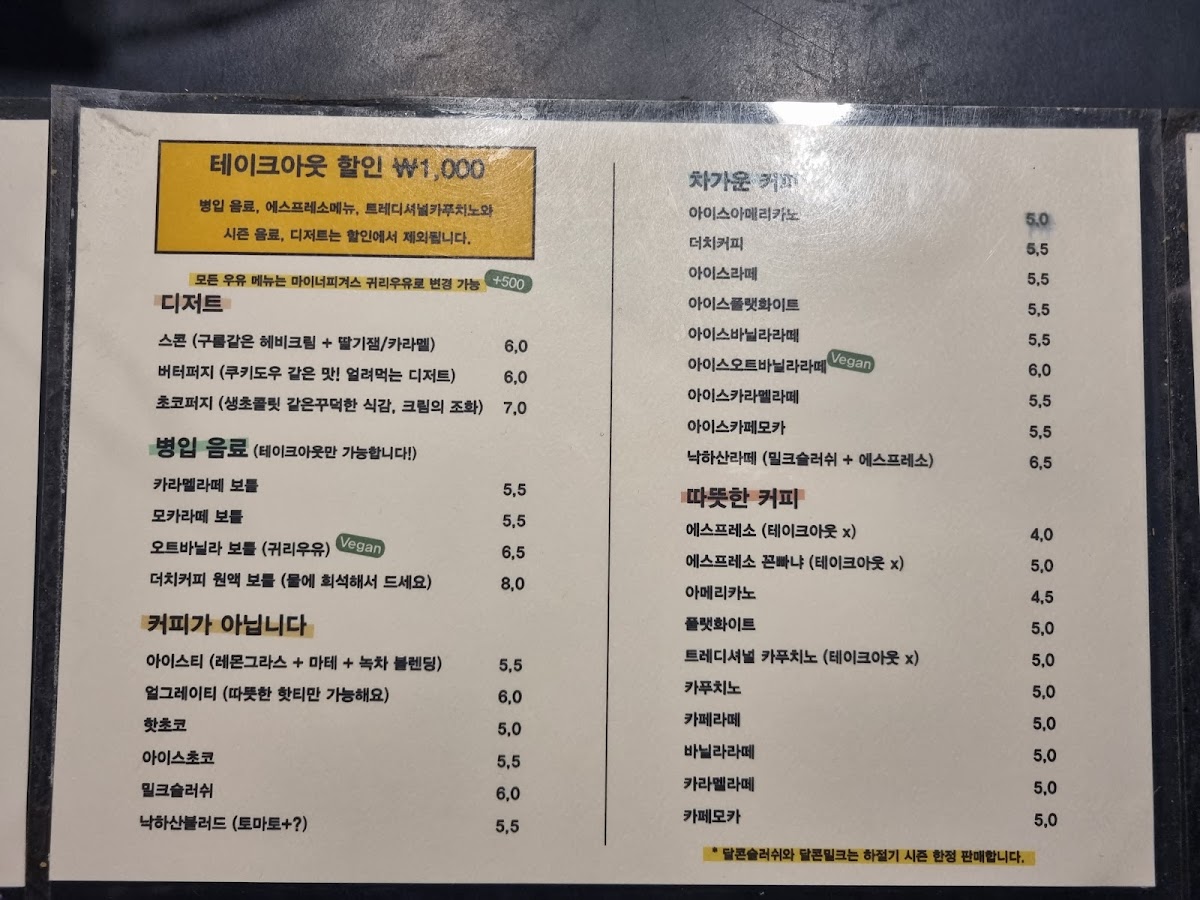 테이크아웃 할인 ₩1,000
병입 음료, 에스프레소메뉴, 트레디셔널카푸치노와
시즌 음료, 디저트는 할인에서 제외됩니다.
모든 우유 메뉴는 마이너피겨스 귀리우유로 변경 가능 +500
디저트
스콘 (구름같은 헤비크림 + 딸기잼/카라멜) 6,0
버터퍼지 (쿠키도우 같은 맛! 얼려먹는 디저트) 6,0
초코퍼지 (생초콜릿 같은꾸덕한 식감, 크림의 조화) 7,0
병입 음료 (테이크아웃만 가능합니다!)
카라멜라떼 보틀 5,5
모카라떼 보틀 5,5
오트바닐라 보틀 (귀리우유) Vegan 6,5
더치커피 원액 보틀 (물에 희석해서 드세요) 8,0
커피가 아닙니다
아이스티 (레몬그라스 + 마테 + 녹차 블렌딩) 5,5
얼그레이티 (따뜻한 핫티만 가능해요) 6,0
핫초코 5,0
아이스초코 5,5
밀크슬러쉬 6,0
낙하산블러드 (토마토+?) 5,5
차가운 커피
아이스아메리카노 5,0
더치커피 5,5
아이스라떼 5,5
아이스플랫화이트 5,5
아이스바닐라라떼 5,5
아이스오트바닐라라떼 Vegan 6,0
아이스카라멜라떼 5,5
아이스카페모카 5,5
낙하산라떼 (밀크슬러쉬 + 에스프레소) 6,5
따뜻한 커피
에스프레소 (테이크아웃 x) 4,0
에스프레소 꼰빠냐 (테이크아웃 x) 5,0
아메리카노 4,5
플랫화이트 5,0
트레디셔널 카푸치노 (테이크아웃 x) 5,0
카푸치노 5,0
카페라떼 5,0
바닐라라떼 5,0
카라멜라떼 5,0
카페모카 5,0
* 달콘슬러쉬와 달콘밀크는 하절기 시즌 한정 판매합니다.